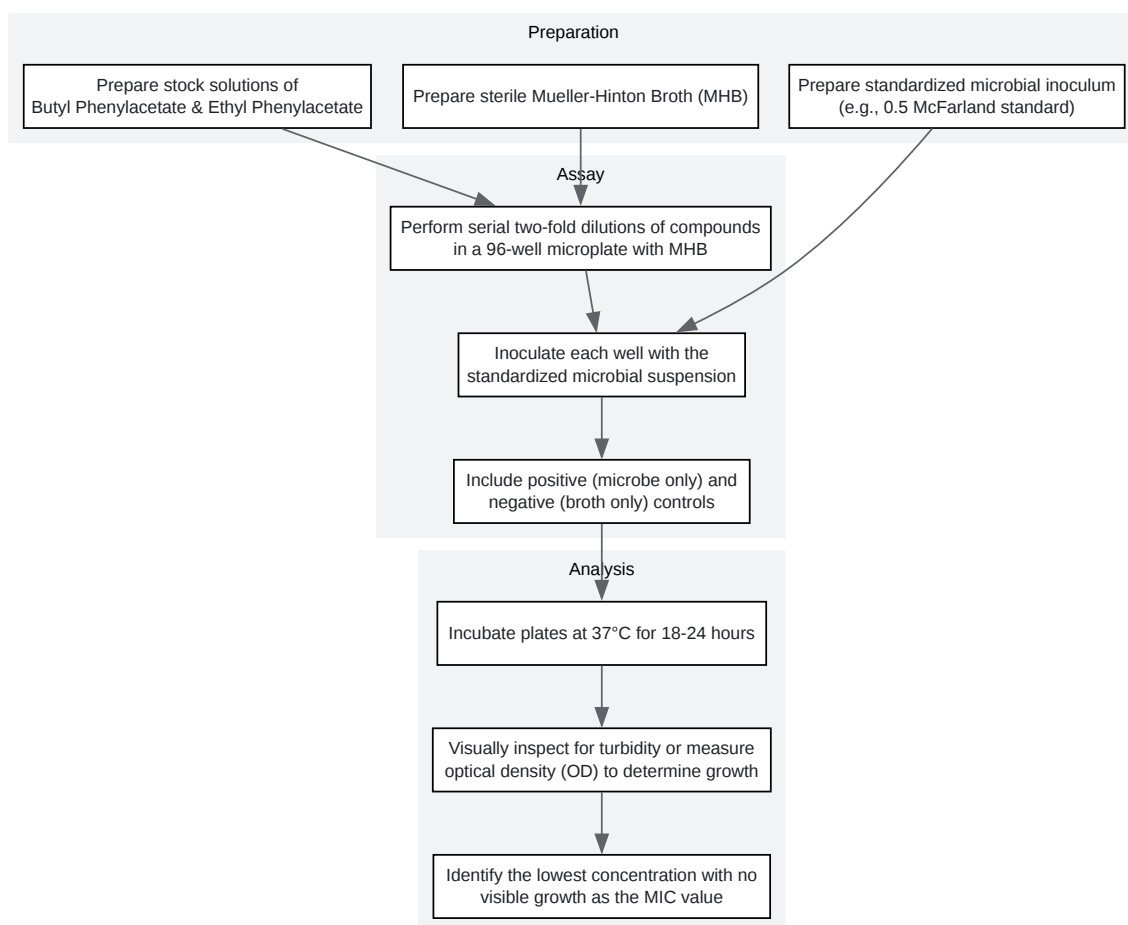 Preparation
Prepare stock solutions of
Butyl Phenylacetate & Ethyl Phenylacetate
Prepare sterile Mueller-Hinton Broth (MHB)
Prepare standardized microbial inoculum
(e.g., 0.5 McFarland standard)
Assay
Perform serial two-fold dilutions of compounds
in a 96-well microplate with MHB
Inoculate each well with the
standardized microbial suspension
Include positive (microbe only) and
negative (broth only) controls
Analysis
Incubate plates at 37°C for 18-24 hours
Visually inspect for turbidity or measure
optical density (OD) to determine growth
Identify the lowest concentration with no
visible growth as the MIC value